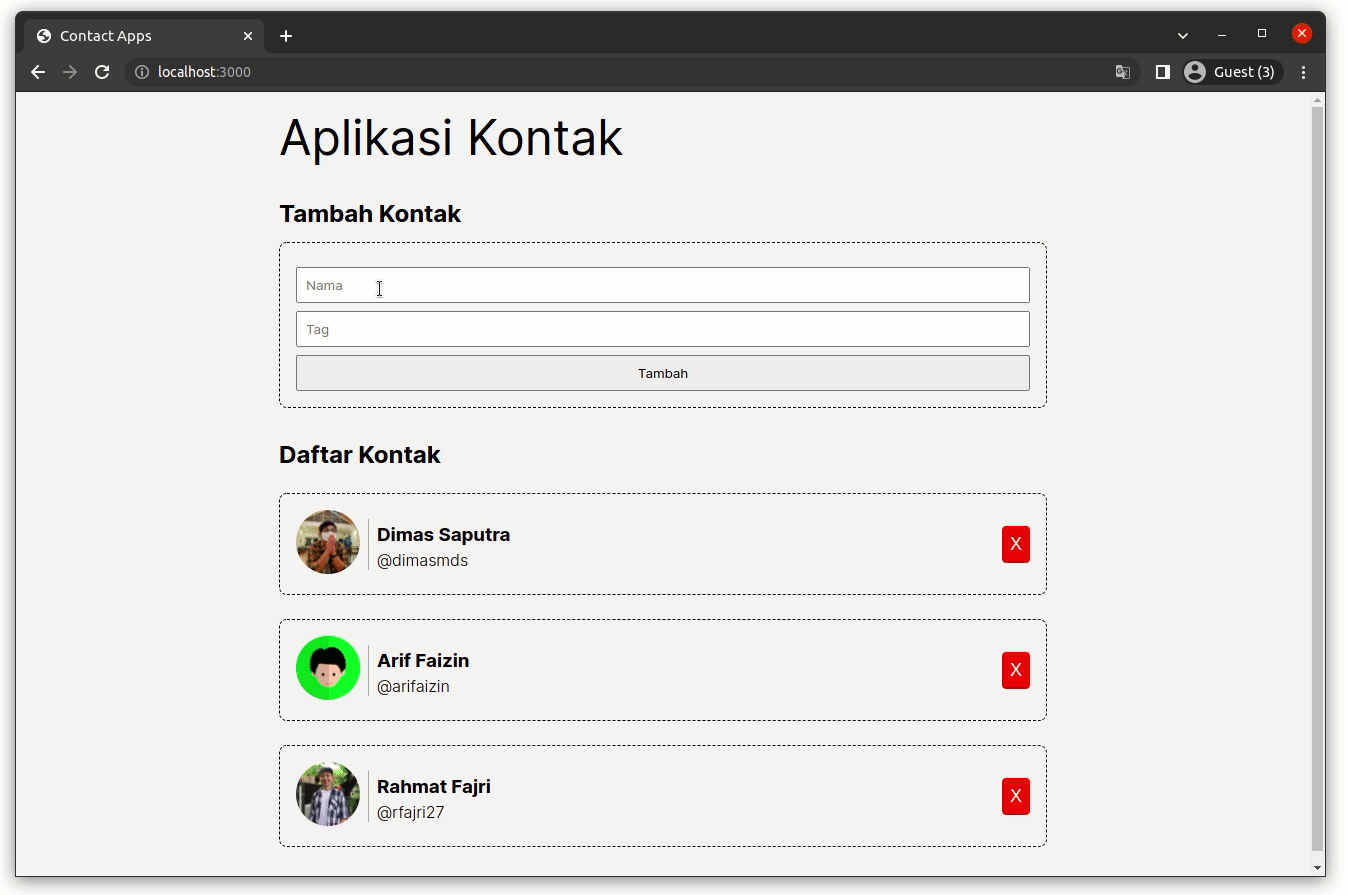 Contact Apps
localhost:3000
Guest (3)
Aplikasi Kontak
Tambah Kontak
Nama
Tag
Tambah
Daftar Kontak
Dimas Saputra
@dimasmds
X
Arif Faizin
@arifaizin
X
Rahmat Fajri
@rfajri27
X